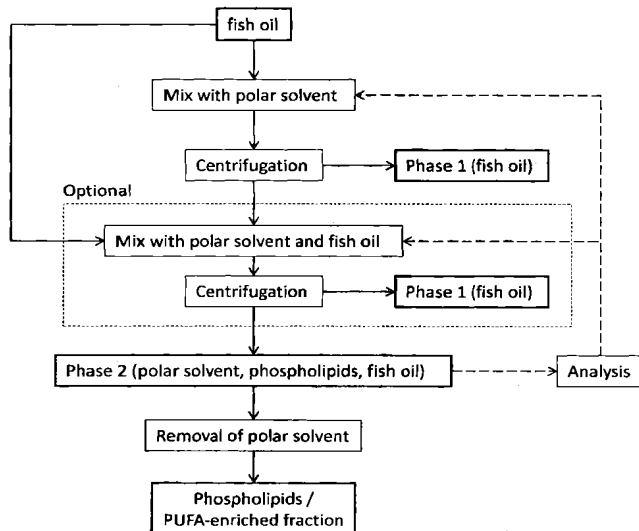 fish oil
Mix with polar solvent
Centrifugation
Phase 1 (fish oil)
Optional
Mix with polar solvent and fish oil
Centrifugation
Phase 1 (fish oil)
Phase 2 (polar solvent, phospholipids, fish oil)
Analysis
Removal of polar solvent
Phospholipids /
PUFA-enriched fraction